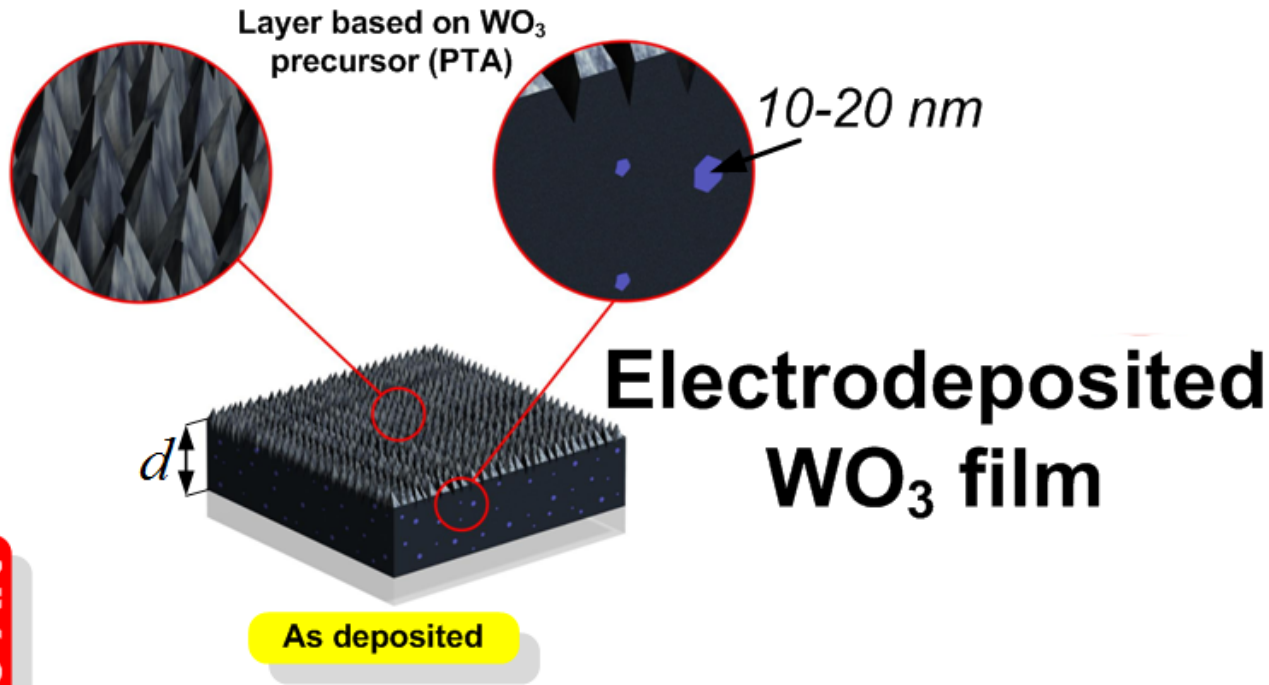 Layer based on WO₃
precursor (PTA)
10-20 nm
Electrodeposited
WO₃ film
d
As deposited